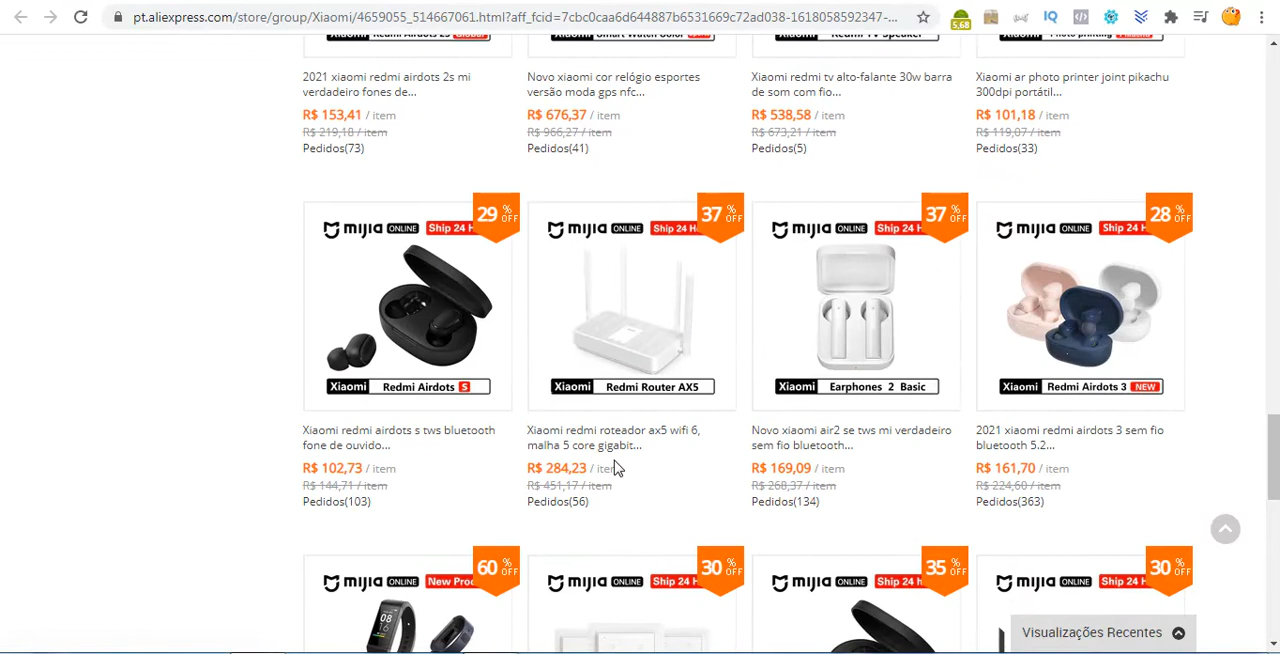 pt.aliexpress.com/store/group/Xiaomi/4659055_514667061.html?aff_fcid=7cbc0caa6d644887b6531669c72ad038-1618058592347-...
5,68
IQ
2021 xiaomi redmi airdots 2s mi
verdadeiro fones de...
R$ 153,41 / item
R$ 219,18 / item
Pedidos(73)
Novo xiaomi cor relógio esportes
versão moda gps nfc...
R$ 676,37 / item
R$ 966,27 / item
Pedidos(41)
Xiaomi redmi tv alto-falante 30w barra
de som com fio...
R$ 538,58 / item
R$ 673,21 / item
Pedidos(5)
Xiaomi ar photo printer joint pikachu
300dpi portátil...
R$ 101,18 / item
R$ 119,07 / item
Pedidos(33)
mijia ONLINE Ship 24 H
29 % OFF
Xiaomi Redmi Airdots S
Xiaomi redmi airdots s tws bluetooth
fone de ouvido...
R$ 102,73 / item
R$ 144,71 / item
Pedidos(103)
mijia ONLINE Ship 24 H
37 % OFF
Xiaomi Redmi Router AX5
Xiaomi redmi roteador ax5 wifi 6,
malha 5 core gigabit...
R$ 284,23 / item
R$ 451,17 / item
Pedidos(56)
mijia ONLINE Ship 24 H
37 % OFF
Xiaomi Earphones 2 Basic
Novo xiaomi air2 se tws mi verdadeiro
sem fio bluetooth...
R$ 169,09 / item
R$ 268,37 / item
Pedidos(134)
mijia ONLINE Ship 24 H
28 % OFF
Xiaomi Redmi Airdots 3 NEW
2021 xiaomi redmi airdots 3 sem fio
bluetooth 5.2...
R$ 161,70 / item
R$ 224,60 / item
Pedidos(363)
mijia ONLINE New Prod
60 % OFF
mijia ONLINE Ship 24 H
30 % OFF
mijia ONLINE Ship 24 h
35 % OFF
mijia ONLINE Ship 24 H
30 % OFF
Visualizações Recentes